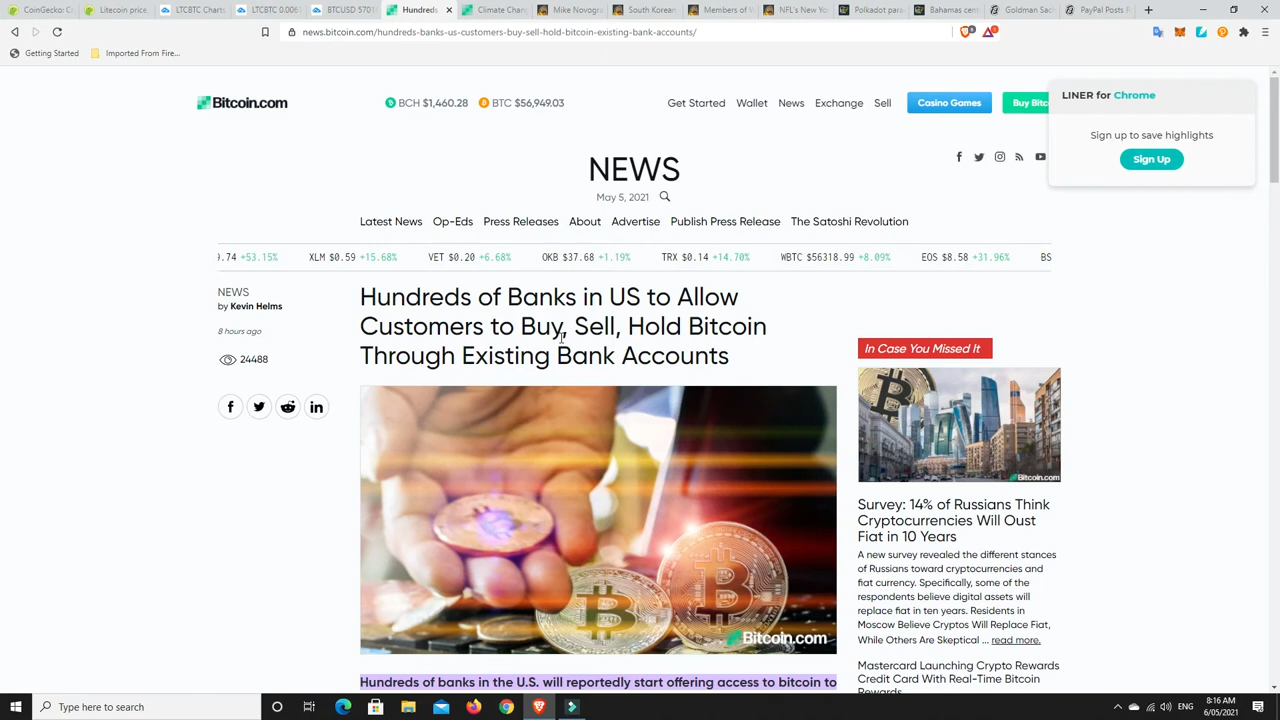 CoinGecko: Cr
Litecoin price,
LTCBTC Charts
LTCBTC 0.006
BTCUSD 5701
Hundreds
Climate Chan
Mike Novogra
South Korean
Members of V
NFL's New Yo
Polkadot para
Bahamas cent
Goldman Sach
PayPal Posts R
news.bitcoin.com/hundreds-banks-us-customers-buy-sell-hold-bitcoin-existing-bank-accounts/
Getting Started
Imported From Fire...
Bitcoin.com
BCH $1,460.28
BTC $56,949.03
Get Started
Wallet
News
Exchange
Sell
Casino Games
Buy Bitc
LINER for Chrome
Sign up to save highlights
Sign Up
NEWS
May 5, 2021
Latest News
Op-Eds
Press Releases
About
Advertise
Publish Press Release
The Satoshi Revolution
9.74 +53.15%
XLM $0.59 +15.68%
VET $0.20 +6.68%
OKB $37.68 +1.19%
TRX $0.14 +14.70%
WBTC $56318.99 +8.09%
EOS $8.58 +31.96%
BS
NEWS
by Kevin Helms
8 hours ago
24488
Hundreds of Banks in US to Allow
Customers to Buy, Sell, Hold Bitcoin
Through Existing Bank Accounts
Bitcoin.com
Hundreds of banks in the U.S. will reportedly start offering access to bitcoin to
In Case You Missed It
Bitcoin.com
Survey: 14% of Russians Think
Cryptocurrencies Will Oust
Fiat in 10 Years
A new survey revealed the different stances
of Russians toward cryptocurrencies and
fiat currency. Specifically, some of the
respondents believe digital assets will
replace fiat in ten years. Residents in
Moscow Believe Cryptos Will Replace Fiat,
While Others Are Skeptical ... read more.
Mastercard Launching Crypto Rewards
Credit Card With Real-Time Bitcoin
Rewards
Type here to search
ENG
8:16 AM
6/05/2021